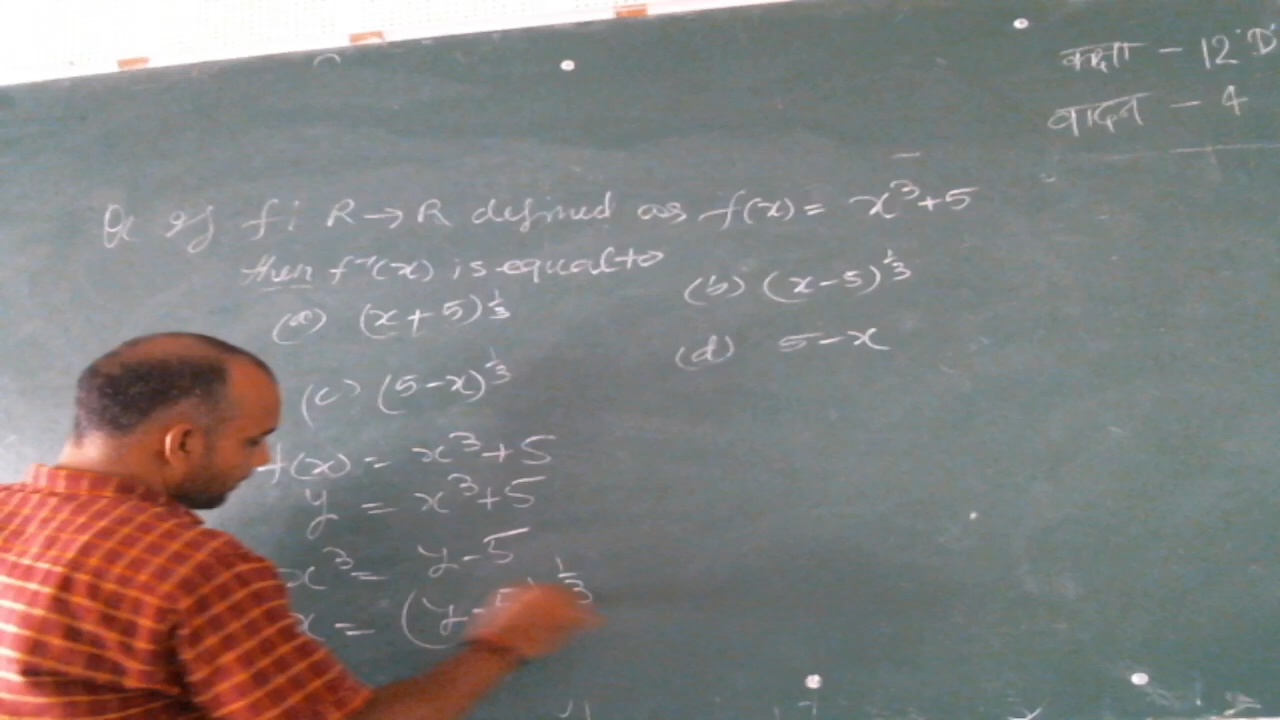 कक्षा - 12 'D'
वादन - 4
Q If f: R→R defined as f(x) = x³+5
then f⁻¹(x) is equal to
(a) (x+5)^{1/3} (b) (x-5)^{1/3}
(c) (5-x)^{1/3} (d) 5-x
f(x) = x³+5
y = x³+5
x³ = y-5
x = (y-5)^{1/3}